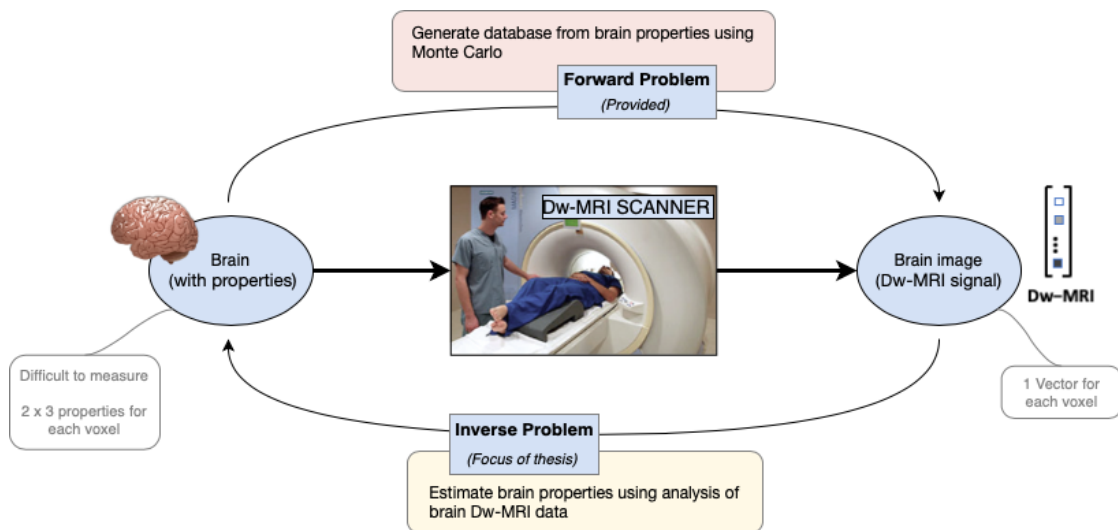 Generate database from brain properties using
Monte Carlo
Forward Problem
(Provided)
Dw-MRI SCANNER
Brain
(with properties)
Brain image
(Dw-MRI signal)
Dw-MRI
Difficult to measure
2 x 3 properties for
each voxel
1 Vector for
each voxel
Inverse Problem
(Focus of thesis)
Estimate brain properties using analysis of
brain Dw-MRI data